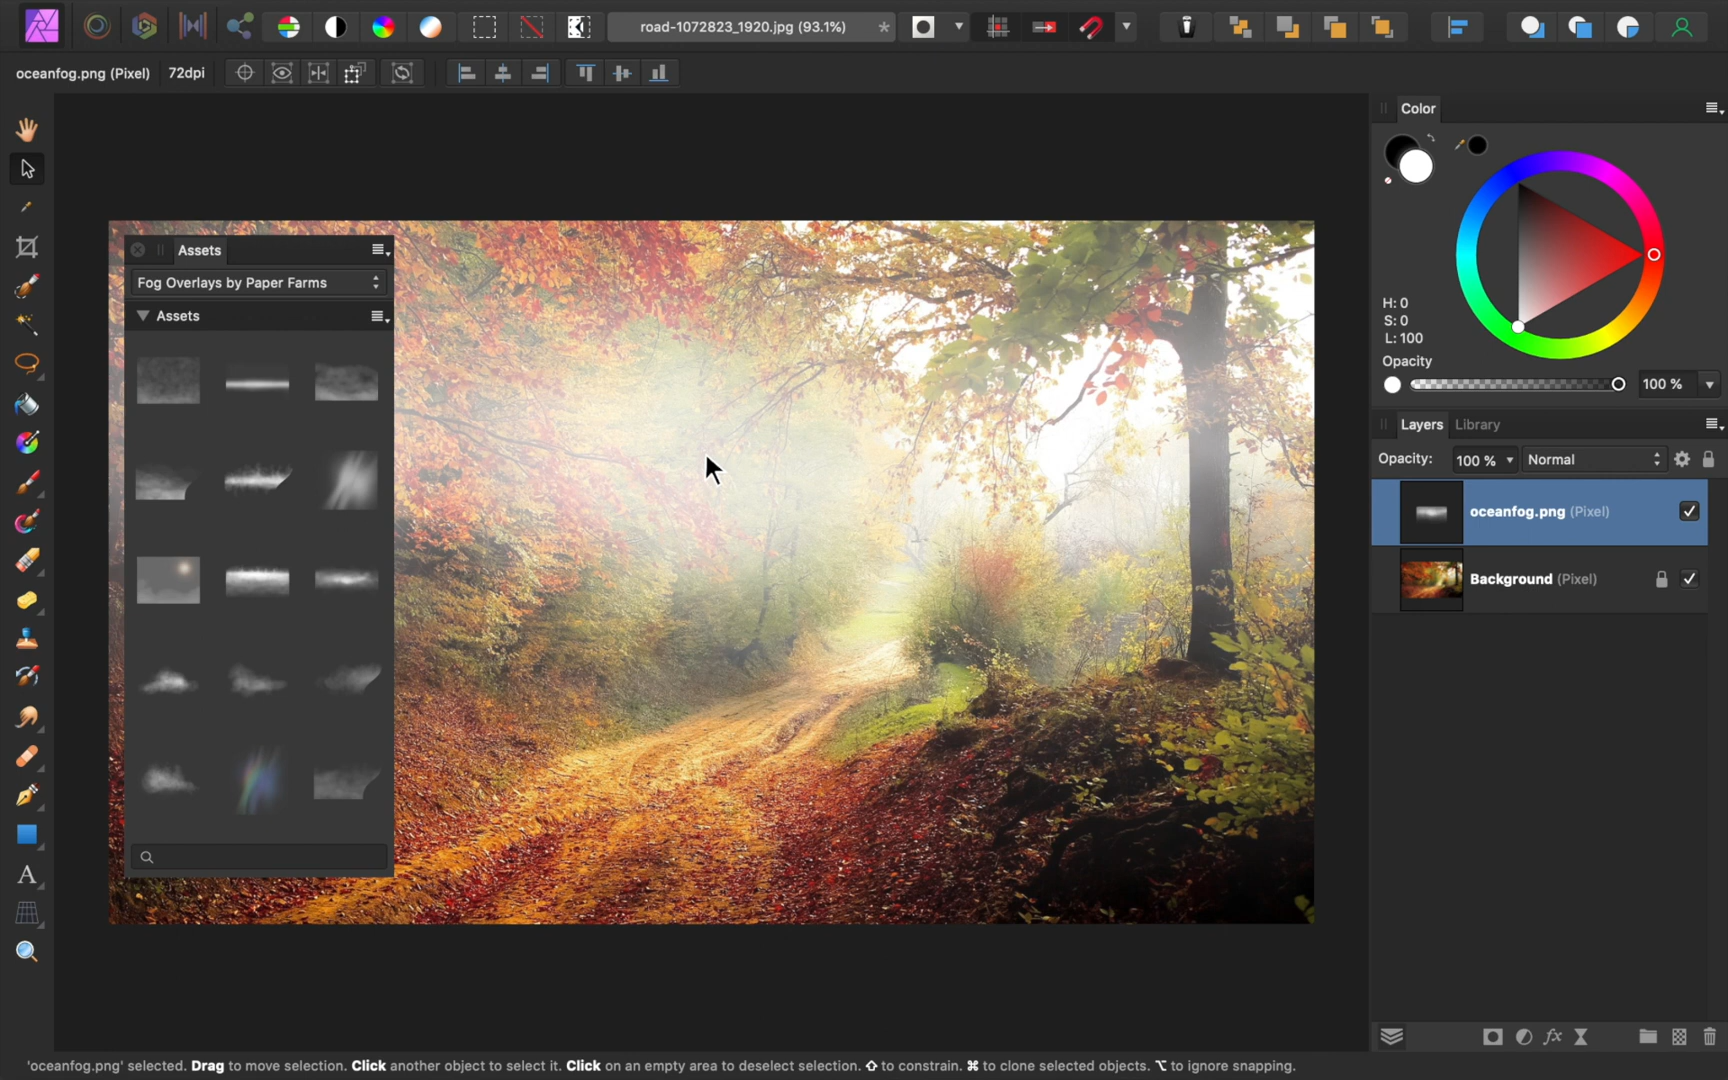 road-1072823_1920.jpg (93.1%) *
oceanfog.png (Pixel) 72dpi
Assets
Fog Overlays by Paper Farms
Assets
Color
H: 0
S: 0
L: 100
Opacity
100 %
Layers Library
Opacity: 100 % Normal
oceanfog.png (Pixel)
Background (Pixel)
'oceanfog.png' selected. Drag to move selection. Click another object to select it. Click on an empty area to deselect selection. ⇧ to constrain. ⌘ to clone selected objects. ⌥ to ignore snapping.